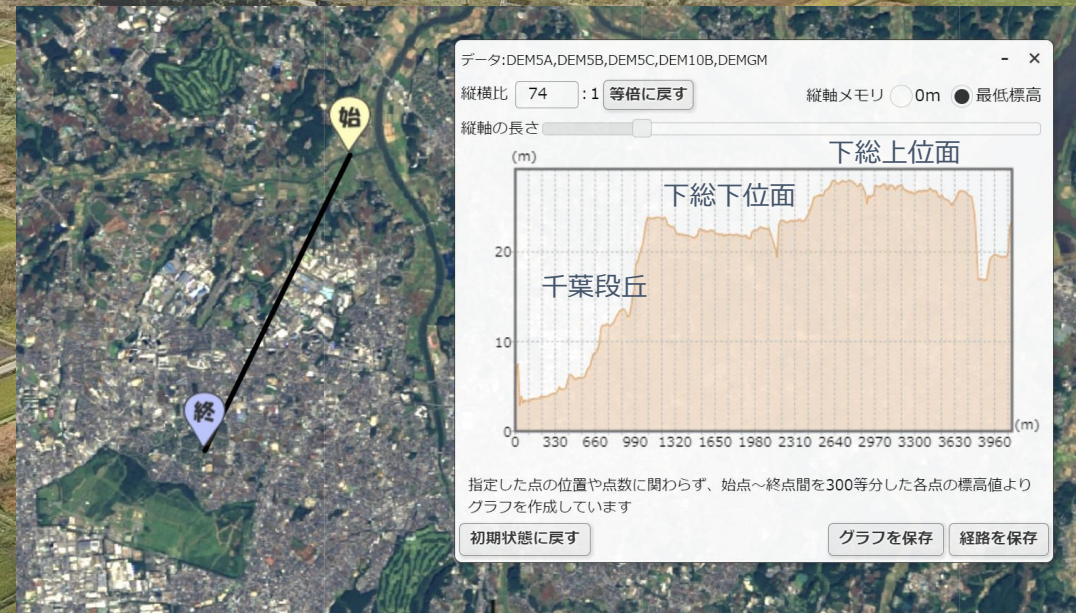 データ:DEM5A,DEM5B,DEM5C,DEM10B,DEMGM
縦横比 74 :1 等倍に戻す 縦軸メモリ 0m 最低標高
縦軸の長さ
(m)
下総上位面
下総下位面
千葉段丘
20
10
0
0 330 660 990 1320 1650 1980 2310 2640 2970 3300 3630 3960 (m)
指定した点の位置や点数に関わらず、始点～終点間を300等分した各点の標高値より
グラフを作成しています
初期状態に戻す グラフを保存 経路を保存
始
終